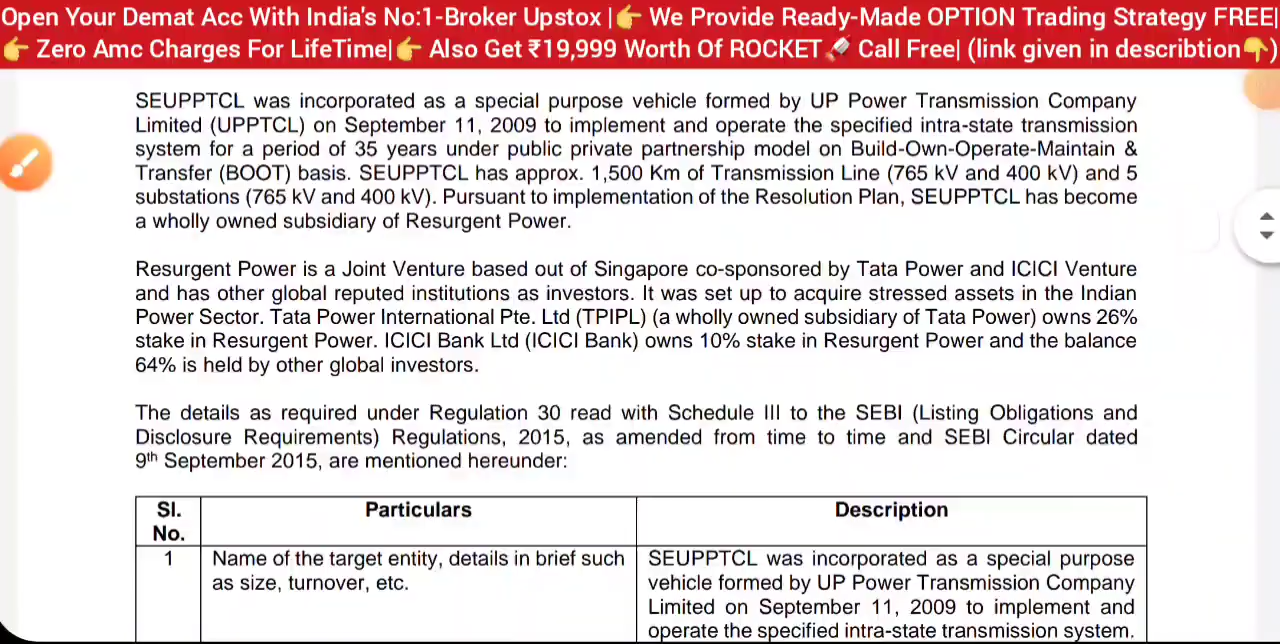 Open Your Demat Acc With India's No:1-Broker Upstox |👉 We Provide Ready-Made OPTION Trading Strategy FREE|
👉 Zero Amc Charges For LifeTime|👉 Also Get ₹19,999 Worth Of ROCKET🚀 Call Free| (link given in describtion👇)
SEUPPTCL was incorporated as a special purpose vehicle formed by UP Power Transmission Company
Limited (UPPTCL) on September 11, 2009 to implement and operate the specified intra-state transmission
system for a period of 35 years under public private partnership model on Build-Own-Operate-Maintain &
Transfer (BOOT) basis. SEUPPTCL has approx. 1,500 Km of Transmission Line (765 kV and 400 kV) and 5
substations (765 kV and 400 kV). Pursuant to implementation of the Resolution Plan, SEUPPTCL has become
a wholly owned subsidiary of Resurgent Power.
Resurgent Power is a Joint Venture based out of Singapore co-sponsored by Tata Power and ICICI Venture
and has other global reputed institutions as investors. It was set up to acquire stressed assets in the Indian
Power Sector. Tata Power International Pte. Ltd (TPIPL) (a wholly owned subsidiary of Tata Power) owns 26%
stake in Resurgent Power. ICICI Bank Ltd (ICICI Bank) owns 10% stake in Resurgent Power and the balance
64% is held by other global investors.
The details as required under Regulation 30 read with Schedule III to the SEBI (Listing Obligations and
Disclosure Requirements) Regulations, 2015, as amended from time to time and SEBI Circular dated
9th September 2015, are mentioned hereunder:
Sl. No. Particulars Description
1 Name of the target entity, details in brief such
as size, turnover, etc.
SEUPPTCL was incorporated as a special purpose
vehicle formed by UP Power Transmission Company
Limited on September 11, 2009 to implement and
operate the specified intra-state transmission system.